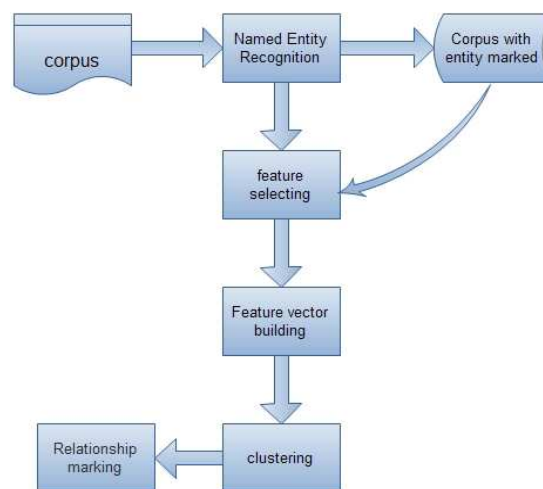 corpus
Named Entity
Recognition
Corpus with
entity marked
feature
selecting
Feature vector
building
clustering
Relationship
marking